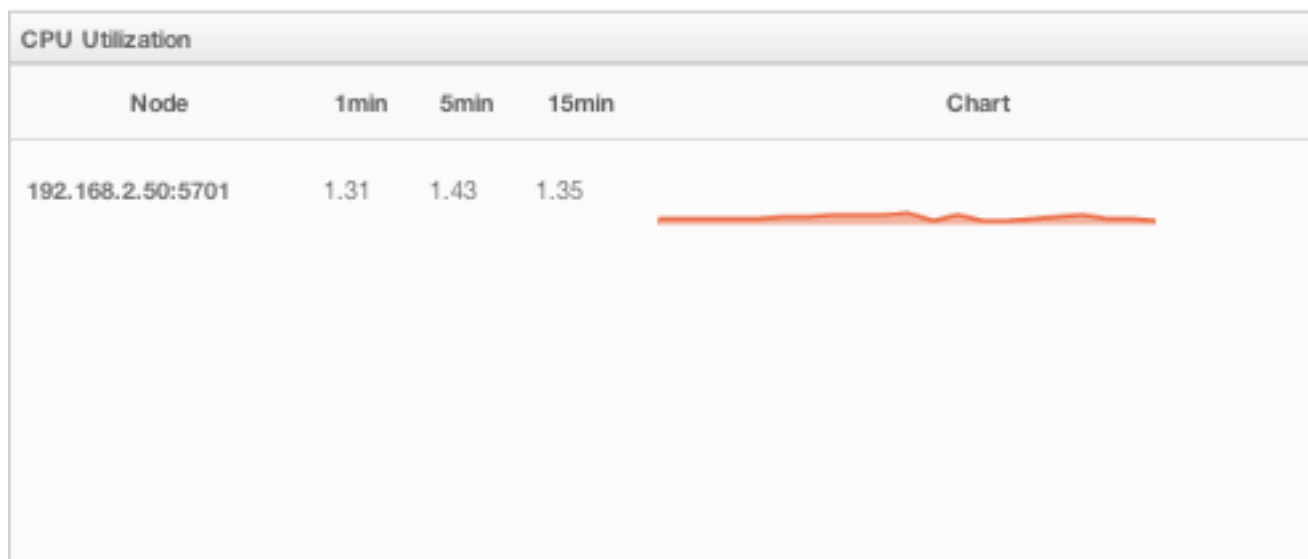 CPU Utilization
Node 1min 5min 15min Chart
192.168.2.50:5701 1.31 1.43 1.35